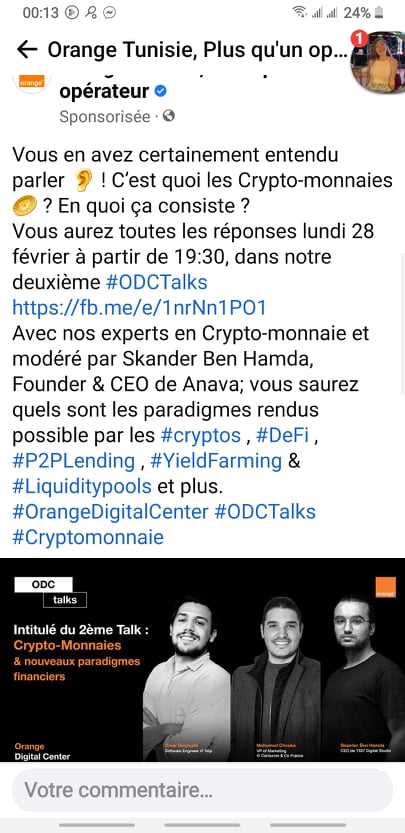 00:13
24%
1
Orange Tunisie, Plus qu'un op...
orange
opérateur
Sponsorisée ·
Vous en avez certainement entendu
parler 👂 ! C’est quoi les Crypto-monnaies
🪙 ? En quoi ça consiste ?
Vous aurez toutes les réponses lundi 28
février à partir de 19:30, dans notre
deuxième #ODCTalks
https://fb.me/e/1nrNn1PO1
Avec nos experts en Crypto-monnaie et
modéré par Skander Ben Hamda,
Founder & CEO de Anava; vous saurez
quels sont les paradigmes rendus
possible par les #cryptos , #DeFi ,
#P2PLending , #YieldFarming &
#Liquiditypools et plus.
#OrangeDigitalCenter #ODCTalks
#Cryptomonnaie
ODC
talks
orange
Intitulé du 2ème Talk :
Crypto-Monnaies
& nouveaux paradigmes
financiers
Software Engineer @ Yelp
Mohamed Chouka
VP of Marketing
@ Centurion & Co France
Skander Ben Hamda
CEO de 1337 Digital Studio
Orange
Digital Center
Votre commentaire...